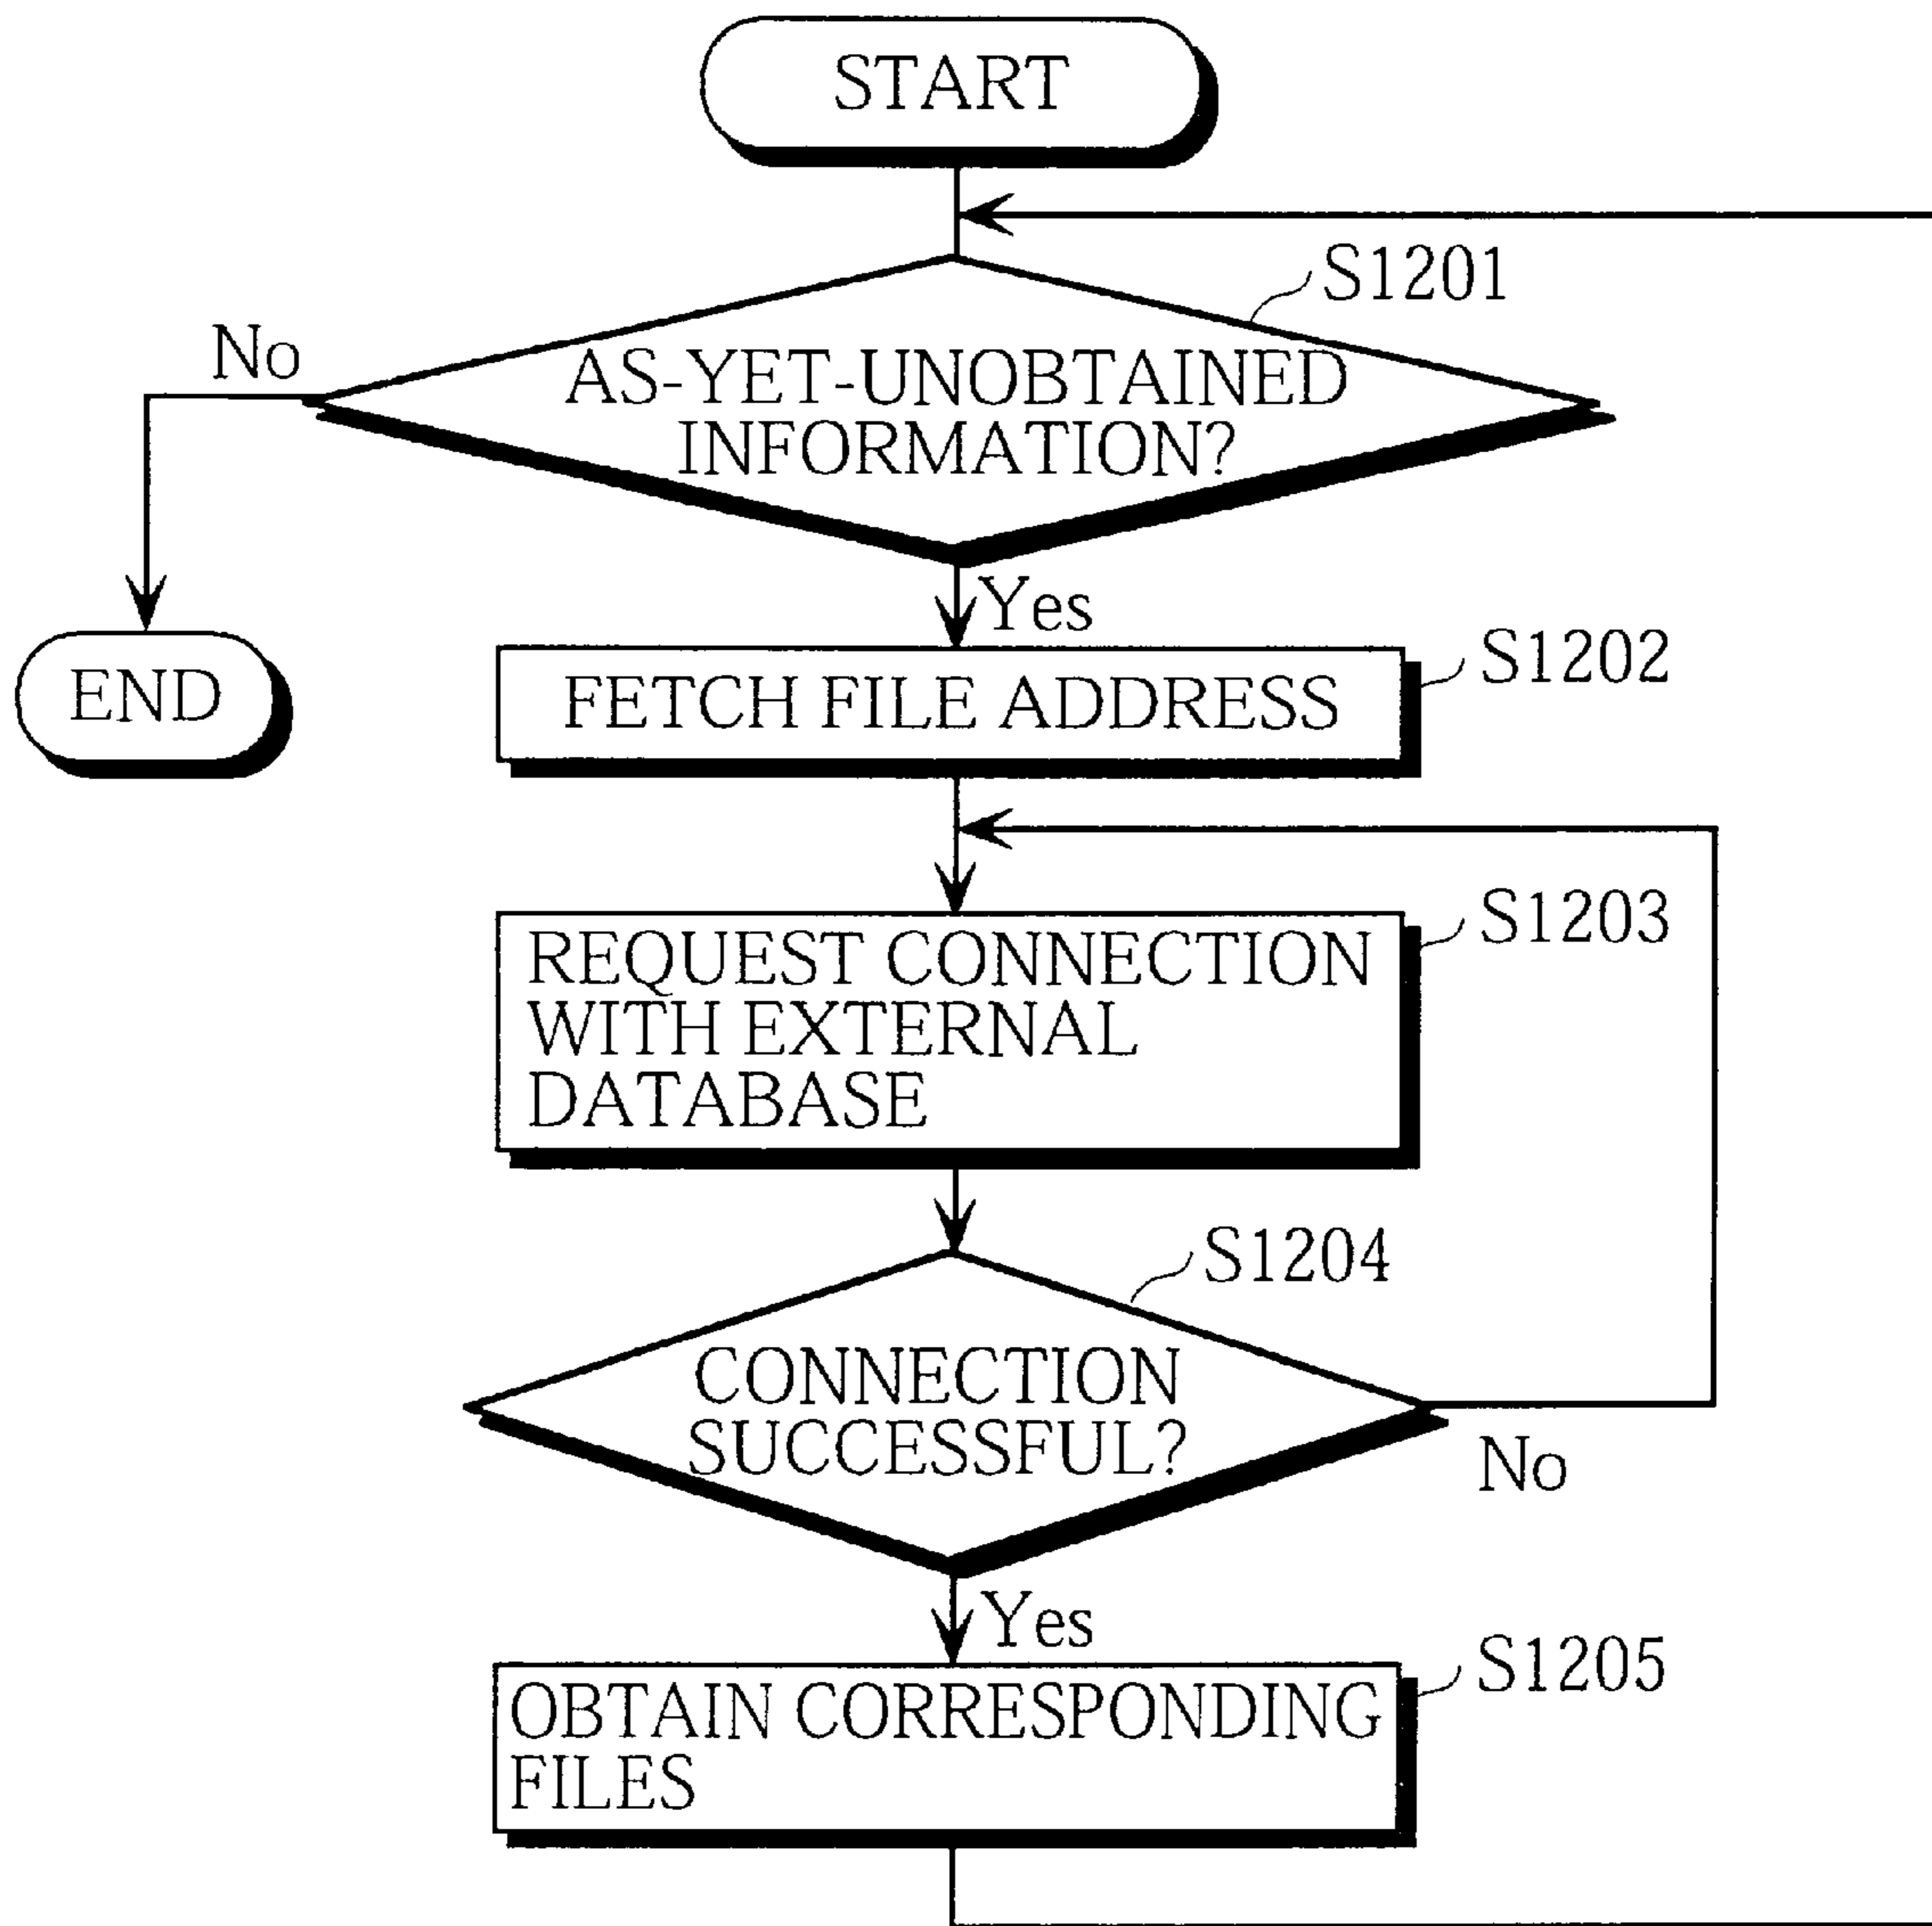 START
S1201
No
AS-YET-UNOBTAINED
INFORMATION?
Yes
END
S1202
FETCH FILE ADDRESS
S1203
REQUEST CONNECTION
WITH EXTERNAL
DATABASE
S1204
CONNECTION
SUCCESSFUL?
No
Yes
S1205
OBTAIN CORRESPONDING
FILES